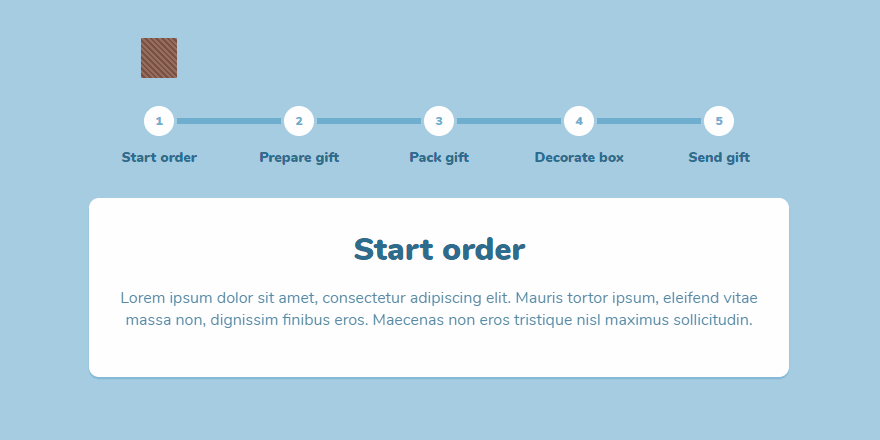 1 2 3 4 5
Start order Prepare gift Pack gift Decorate box Send gift
Start order
Lorem ipsum dolor sit amet, consectetur adipiscing elit. Mauris tortor ipsum, eleifend vitae
massa non, dignissim finibus eros. Maecenas non eros tristique nisl maximus sollicitudin.